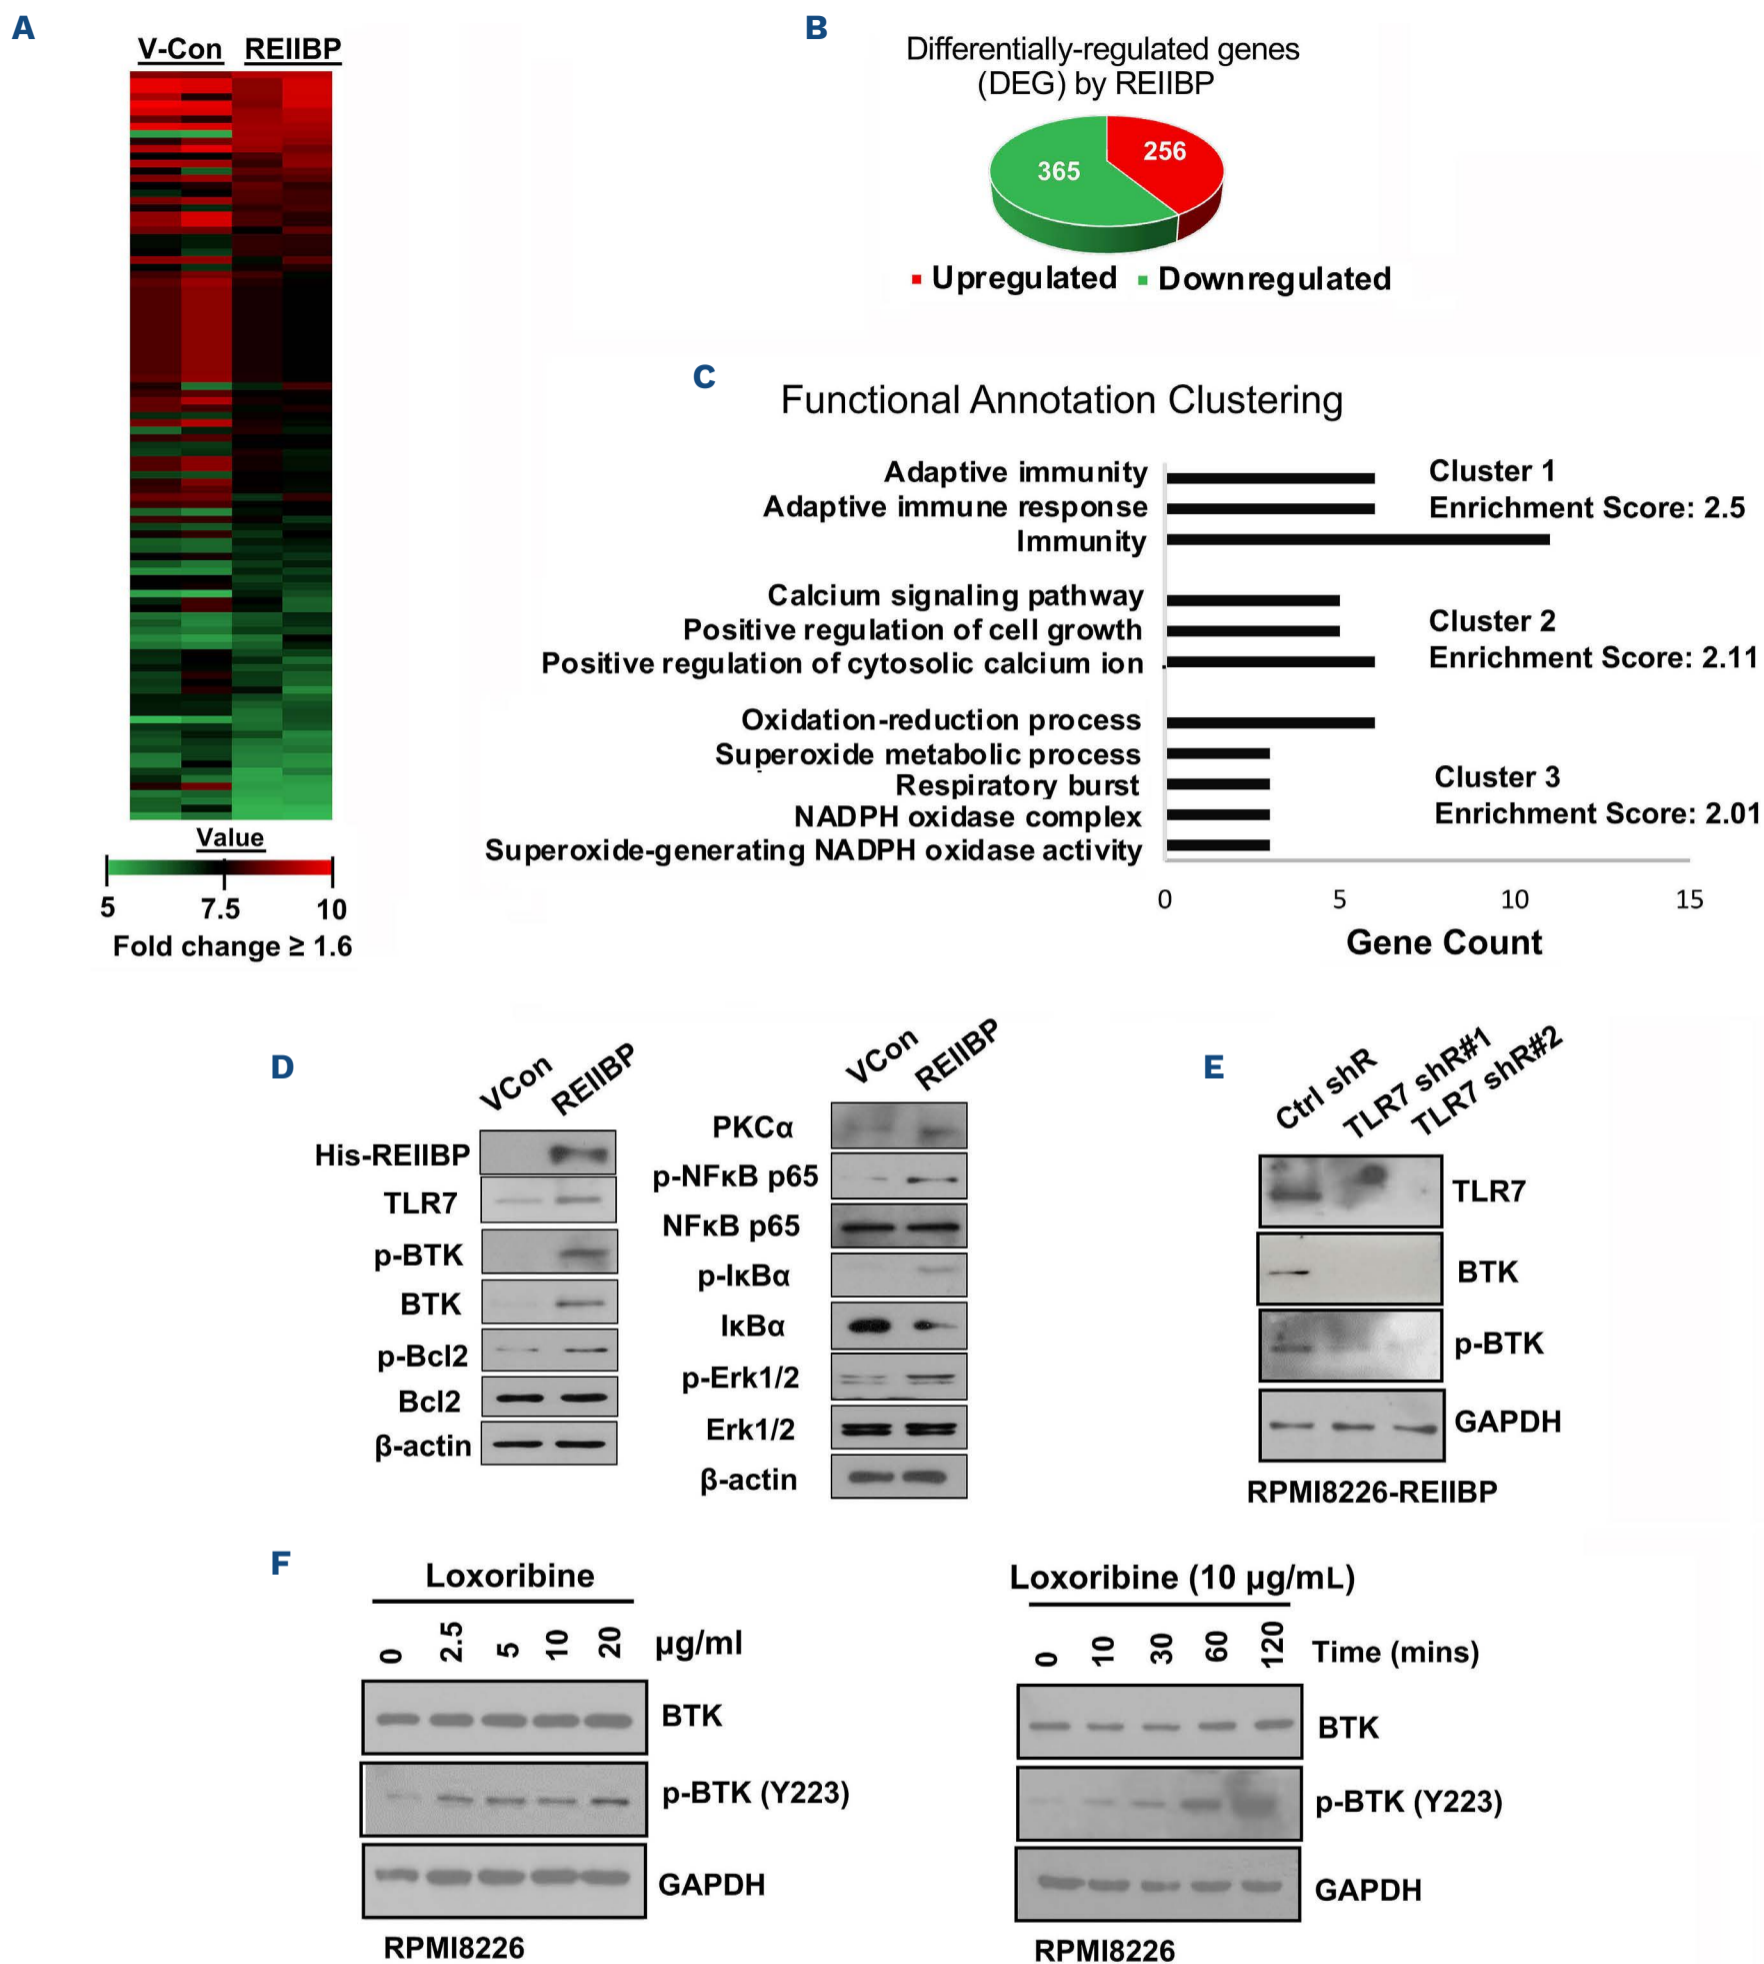 A
V-Con REIIBP
Value
5 7.5 10
Fold change ≥ 1.6
B
Differentially-regulated genes
(DEG) by REIIBP
365
256
Upregulated Downregulated
C
Functional Annotation Clustering
Adaptive immunity
Adaptive immune response
Immunity
Cluster 1
Enrichment Score: 2.5
Calcium signaling pathway
Positive regulation of cell growth
Positive regulation of cytosolic calcium ion
Cluster 2
Enrichment Score: 2.11
Oxidation-reduction process
Superoxide metabolic process
Respiratory burst
NADPH oxidase complex
Superoxide-generating NADPH oxidase activity
Cluster 3
Enrichment Score: 2.01
0 5 10 15
Gene Count
D
VCon REIIBP
His-REIIBP
TLR7
p-BTK
BTK
p-Bcl2
Bcl2
β-actin
VCon REIIBP
PKCα
p-NFκB p65
NFκB p65
p-IκBα
IκBα
p-Erk1/2
Erk1/2
β-actin
E
Ctrl shR
TLR7 shR#1
TLR7 shR#2
TLR7
BTK
p-BTK
GAPDH
RPMI8226-REIIBP
F
Loxoribine
0 2.5 5 10 20 µg/ml
BTK
p-BTK (Y223)
GAPDH
RPMI8226
Loxoribine (10 µg/mL)
0 10 30 60 120 Time (mins)
BTK
p-BTK (Y223)
GAPDH
RPMI8226